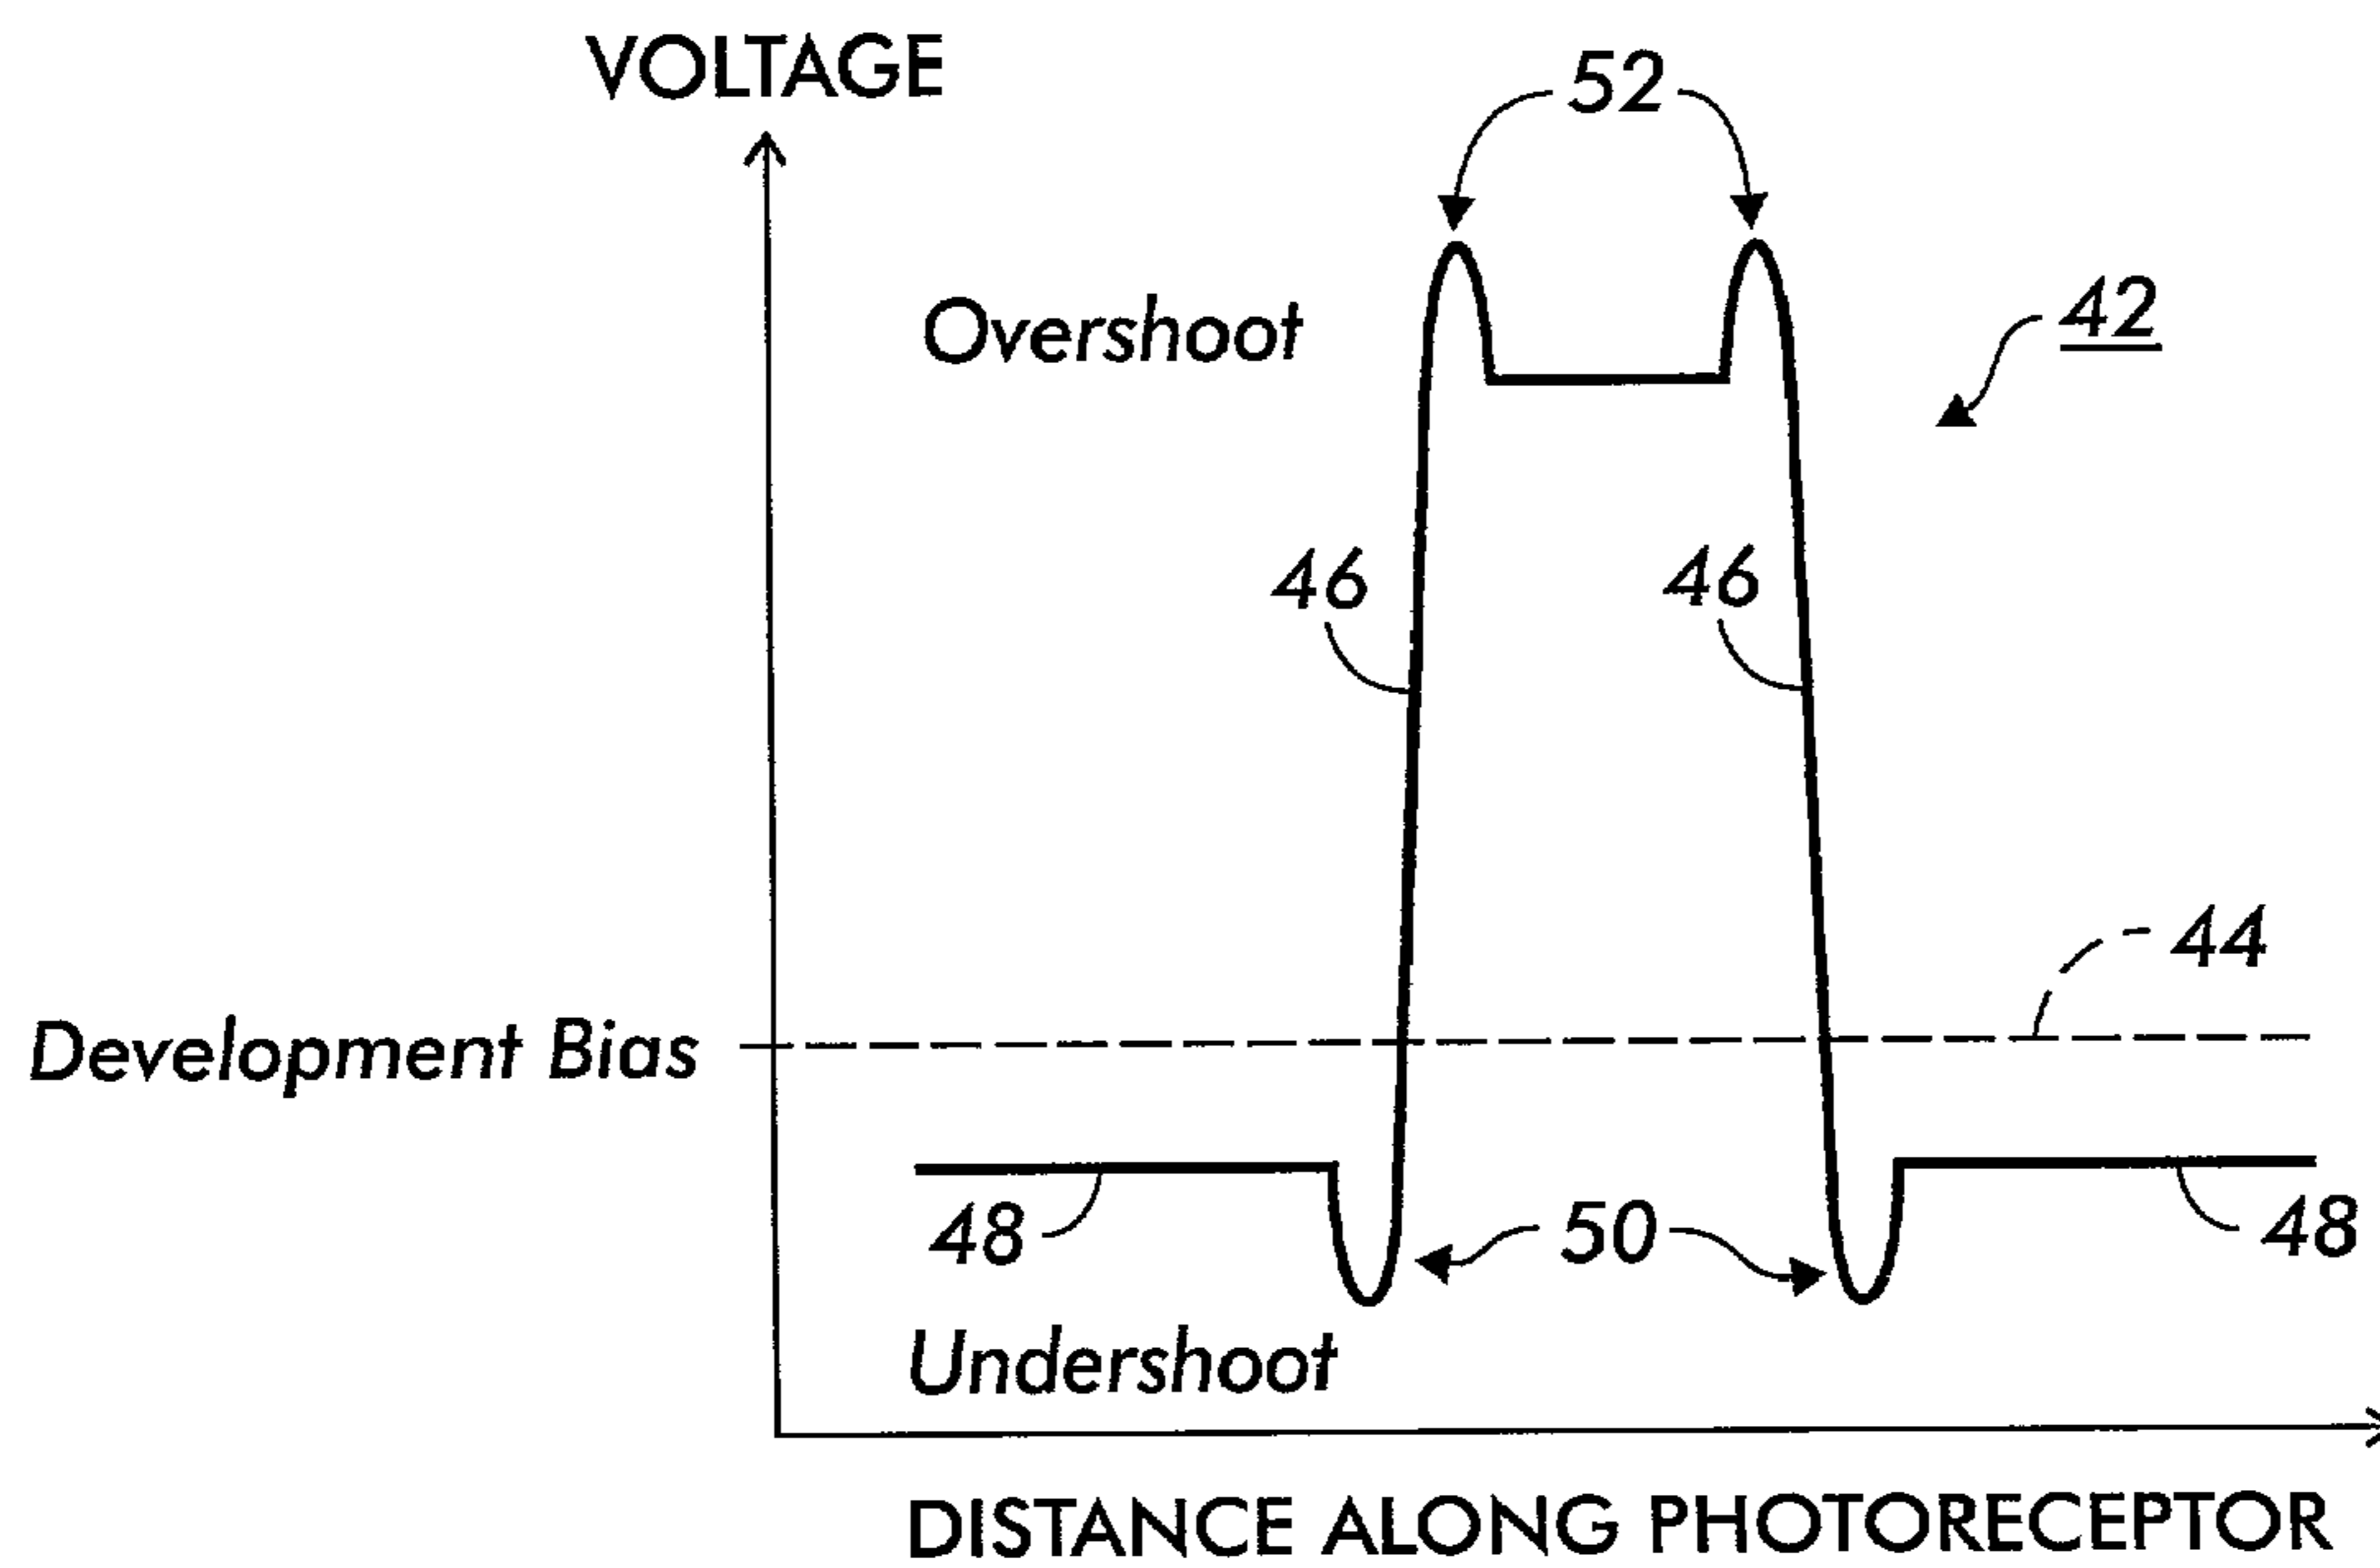 VOLTAGE
52
Overshoot
42
46
46
44
Development Bias
48
50
48
Undershoot
DISTANCE ALONG PHOTORECEPTOR